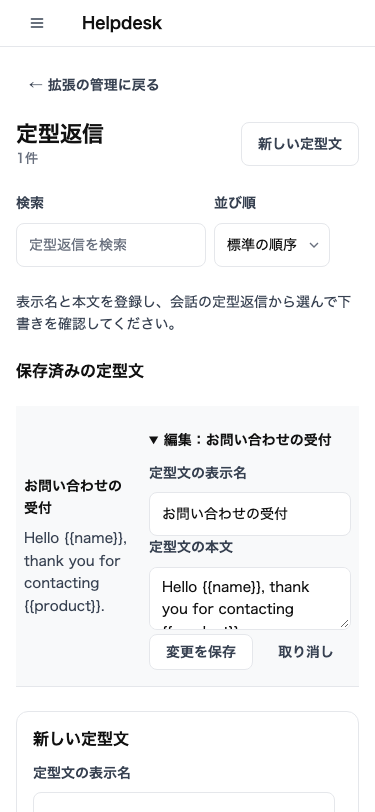 Helpdesk
← 拡張の管理に戻る
定型返信
1件
新しい定型文
検索
並び順
定型返信を検索
標準の順序
表示名と本文を登録し、会話の定型返信から選んで下
書きを確認してください。
保存済みの定型文
お問い合わせの
受付
Hello {{name}},
thank you for
contacting
{{product}}.
▼ 編集：お問い合わせの受付
定型文の表示名
お問い合わせの受付
定型文の本文
Hello {{name}}, thank
you for contacting
変更を保存
取り消し
新しい定型文
定型文の表示名